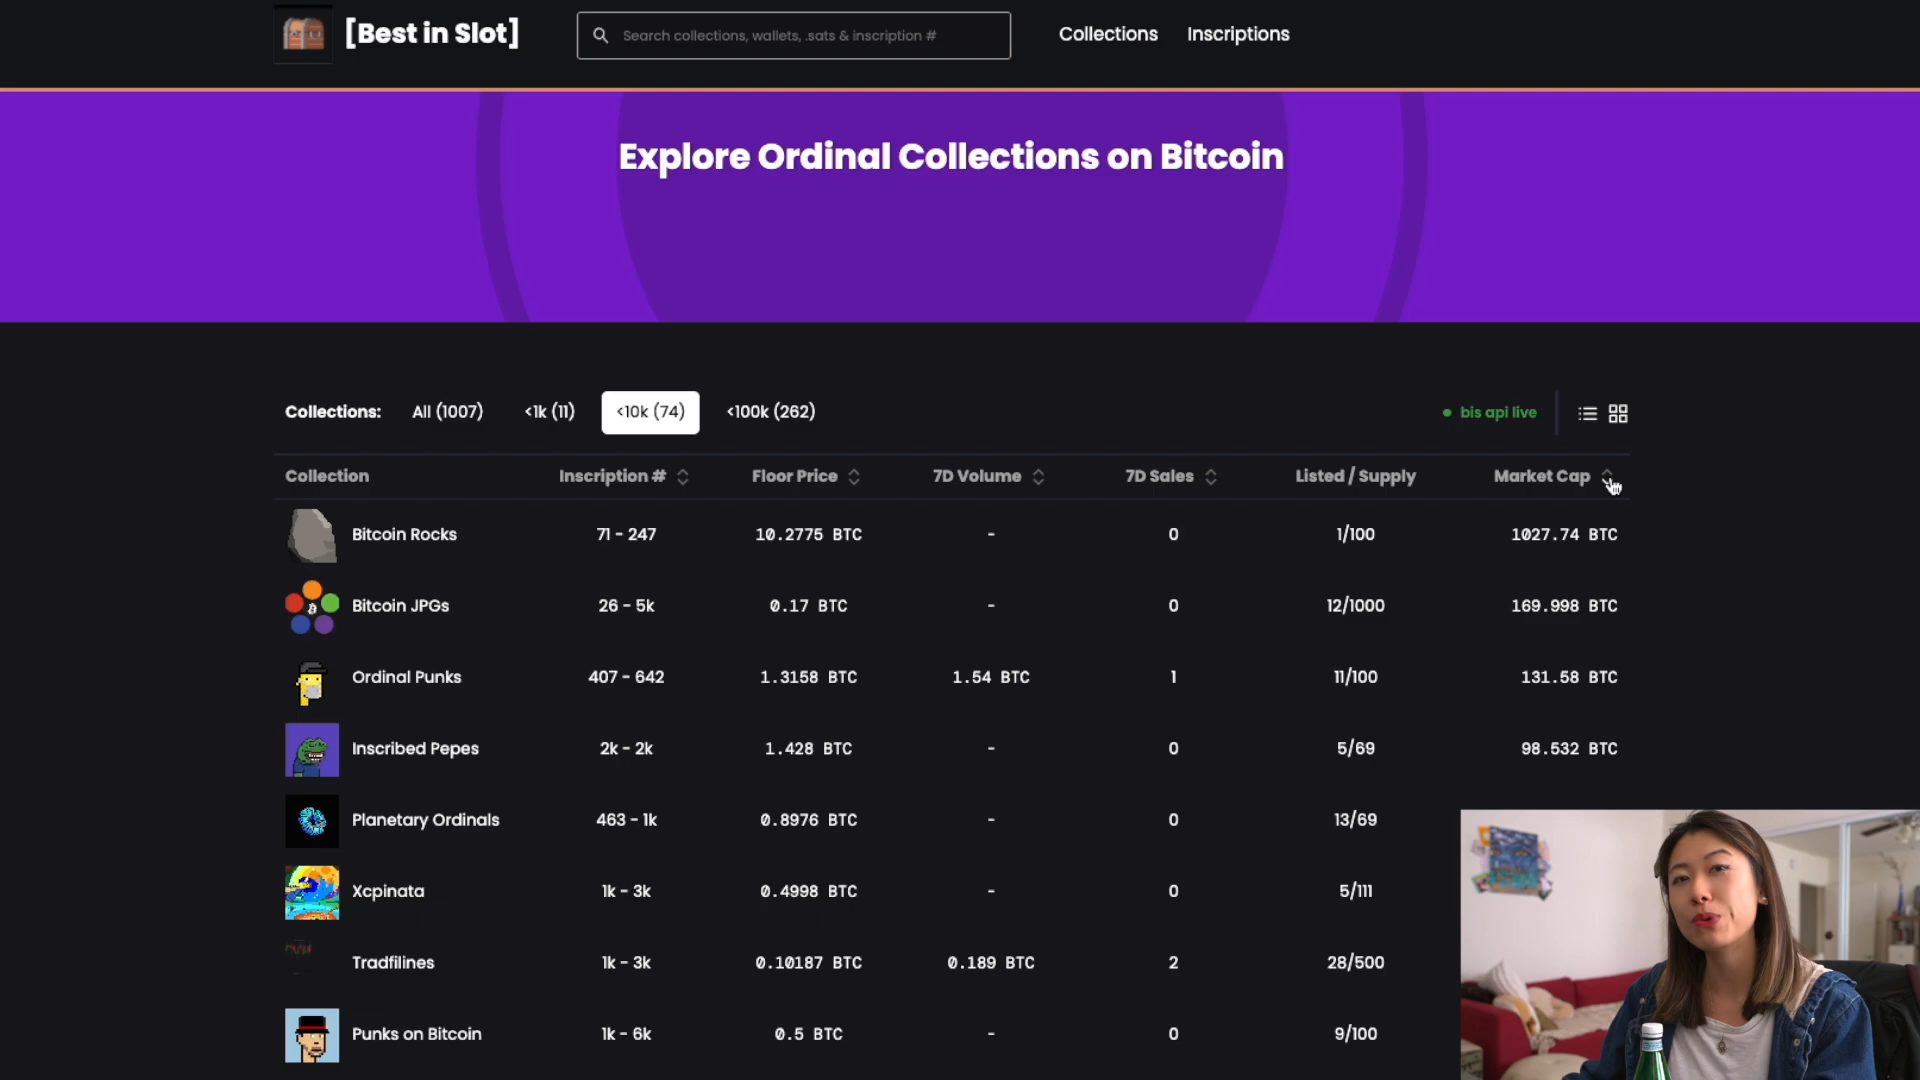 [Best in Slot]
Search collections, wallets, .sats & inscription #
Collections
Inscriptions
Explore Ordinal Collections on Bitcoin
Collections: All (1007) <1k (11) <10k (74) <100k (262)
bis api live
Collection Inscription # Floor Price 7D Volume 7D Sales Listed / Supply Market Cap
Bitcoin Rocks 71 - 247 10.2775 BTC - 0 1/100 1027.74 BTC
Bitcoin JPGs 26 - 5k 0.17 BTC - 0 12/1000 169.998 BTC
Ordinal Punks 407 - 642 1.3158 BTC 1.54 BTC 1 11/100 131.58 BTC
Inscribed Pepes 2k - 2k 1.428 BTC - 0 5/69 98.532 BTC
Planetary Ordinals 463 - 1k 0.8976 BTC - 0 13/69
Xcpinata 1k - 3k 0.4998 BTC - 0 5/111
Tradfilines 1k - 3k 0.10187 BTC 0.189 BTC 2 28/500
Punks on Bitcoin 1k - 6k 0.5 BTC - 0 9/100